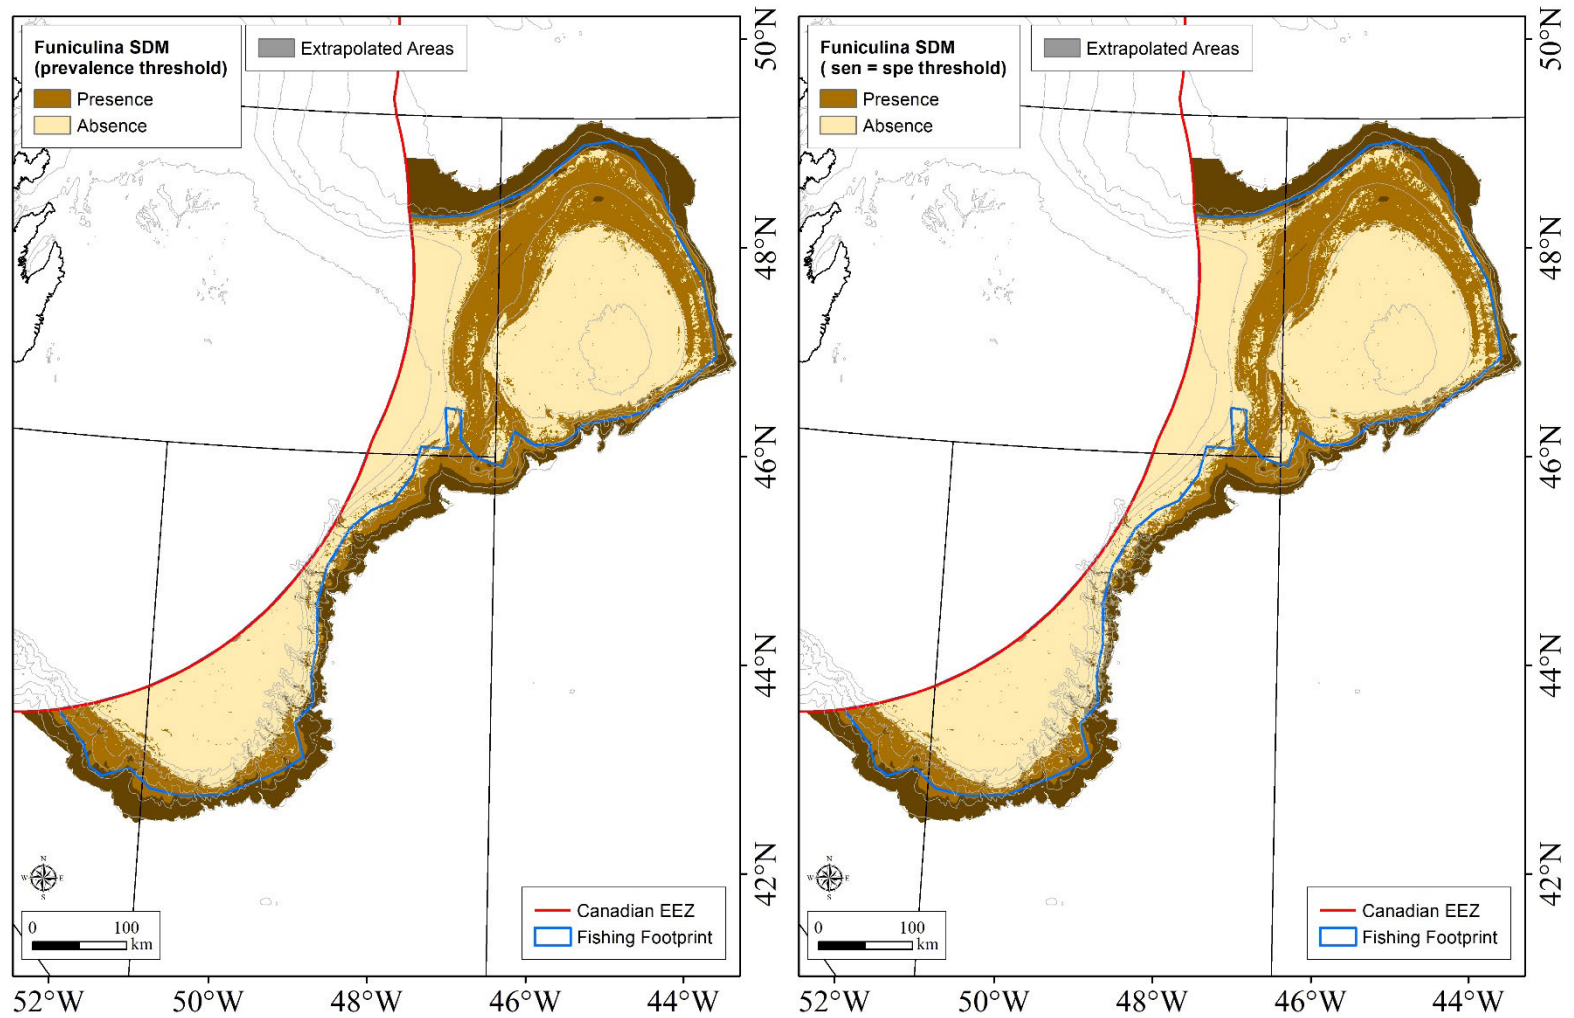 Funiculina SDM
(prevalence threshold)
Presence
Absence
Extrapolated Areas
N
W
E
S
0
100
km
Canadian EEZ
Fishing Footprint
52°W
50°W
48°W
46°W
44°W
50°N
48°N
46°N
44°N
42°N
Funiculina SDM
( sen = spe threshold)
Presence
Absence
Extrapolated Areas
N
W
E
S
0
100
km
Canadian EEZ
Fishing Footprint
52°W
50°W
48°W
46°W
44°W
50°N
48°N
46°N
44°N
42°N